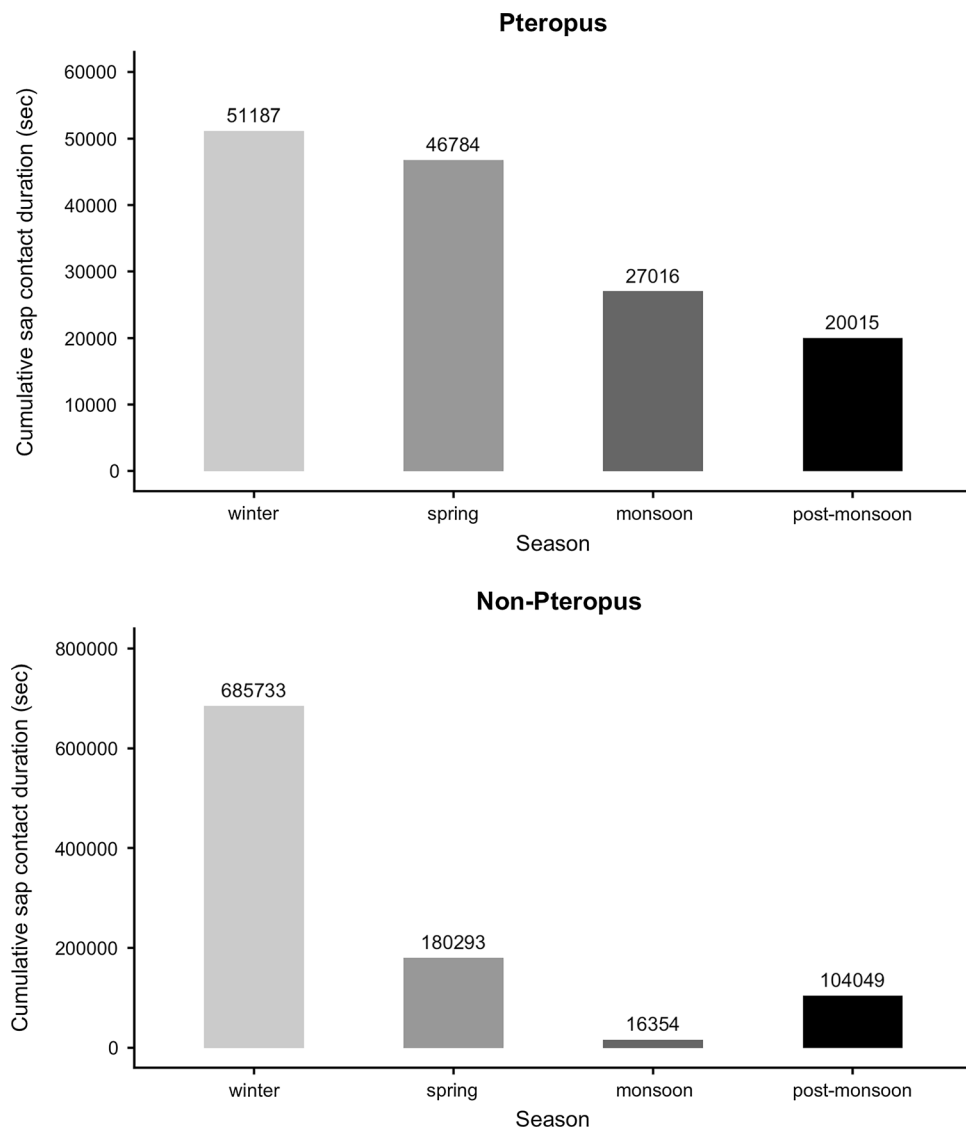 Pteropus
Cumulative sap contact duration (sec)
60000
50000
40000
30000
20000
10000
0
51187
46784
27016
20015
winter spring monsoon post-monsoon
Season
Non-Pteropus
Cumulative sap contact duration (sec)
800000
600000
400000
200000
0
685733
180293
16354
104049
winter spring monsoon post-monsoon
Season